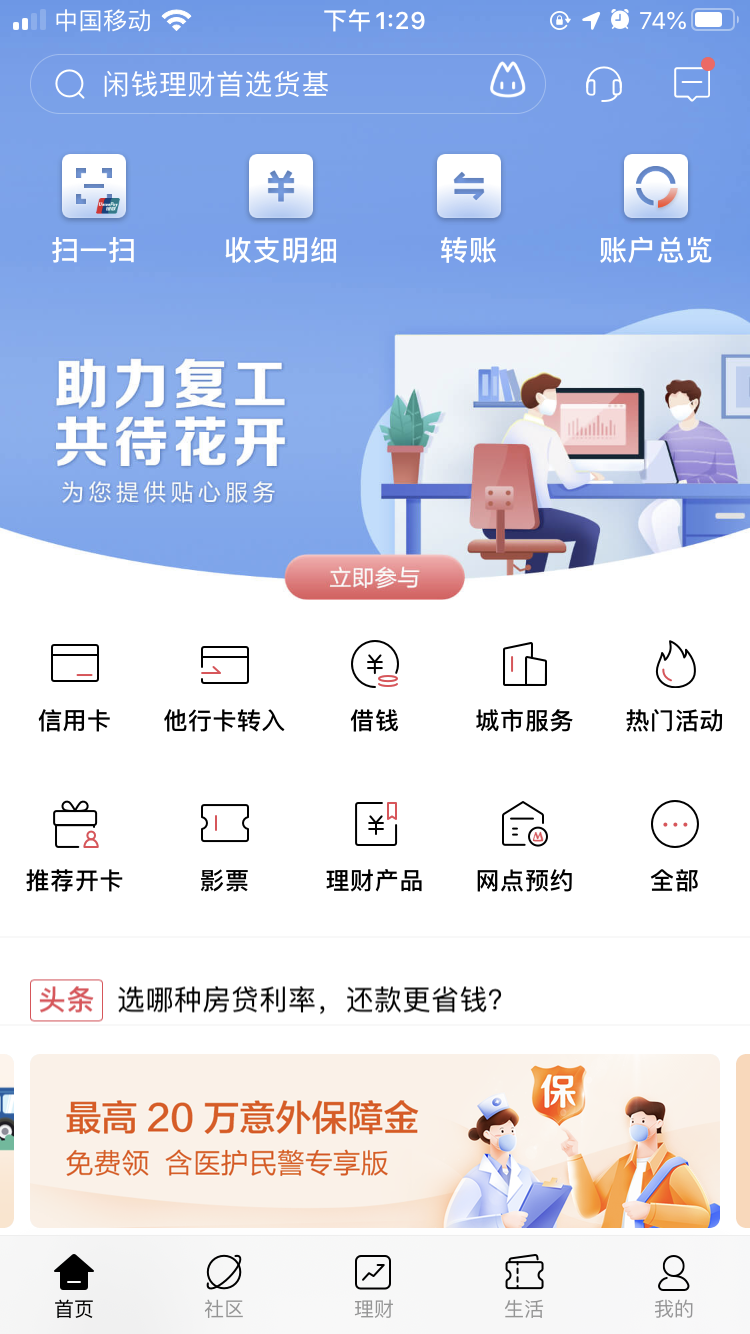 中国移动
下午1:29
74%
闲钱理财首选货基
扫一扫
收支明细
转账
账户总览
助力复工
共待花开
为您提供贴心服务
立即参与
信用卡
他行卡转入
借钱
城市服务
热门活动
推荐开卡
影票
理财产品
网点预约
全部
头条 选哪种房贷利率，还款更省钱?
保
最高 20 万意外保障金
免费领 含医护民警专享版
首页
社区
理财
生活
我的